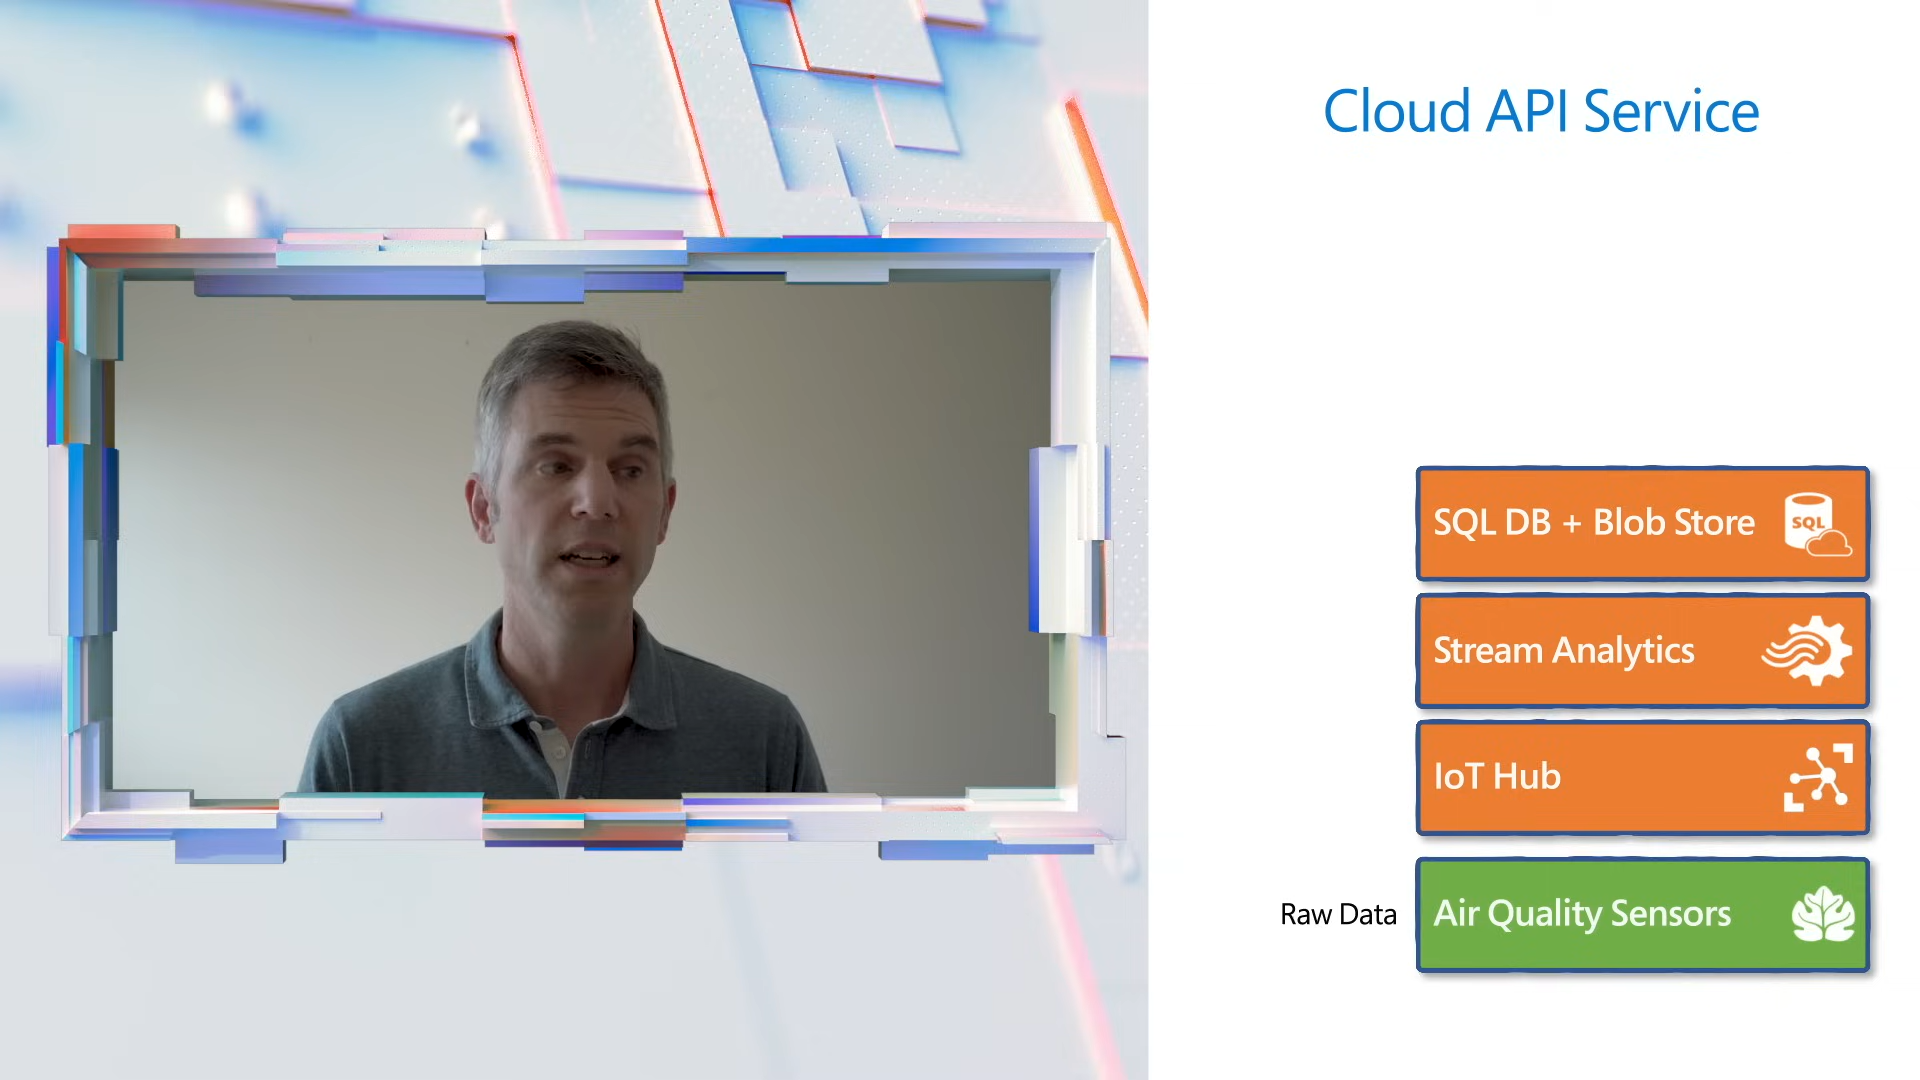 Cloud API Service
SQL DB + Blob Store
SQL
Stream Analytics
IoT Hub
Raw Data
Air Quality Sensors